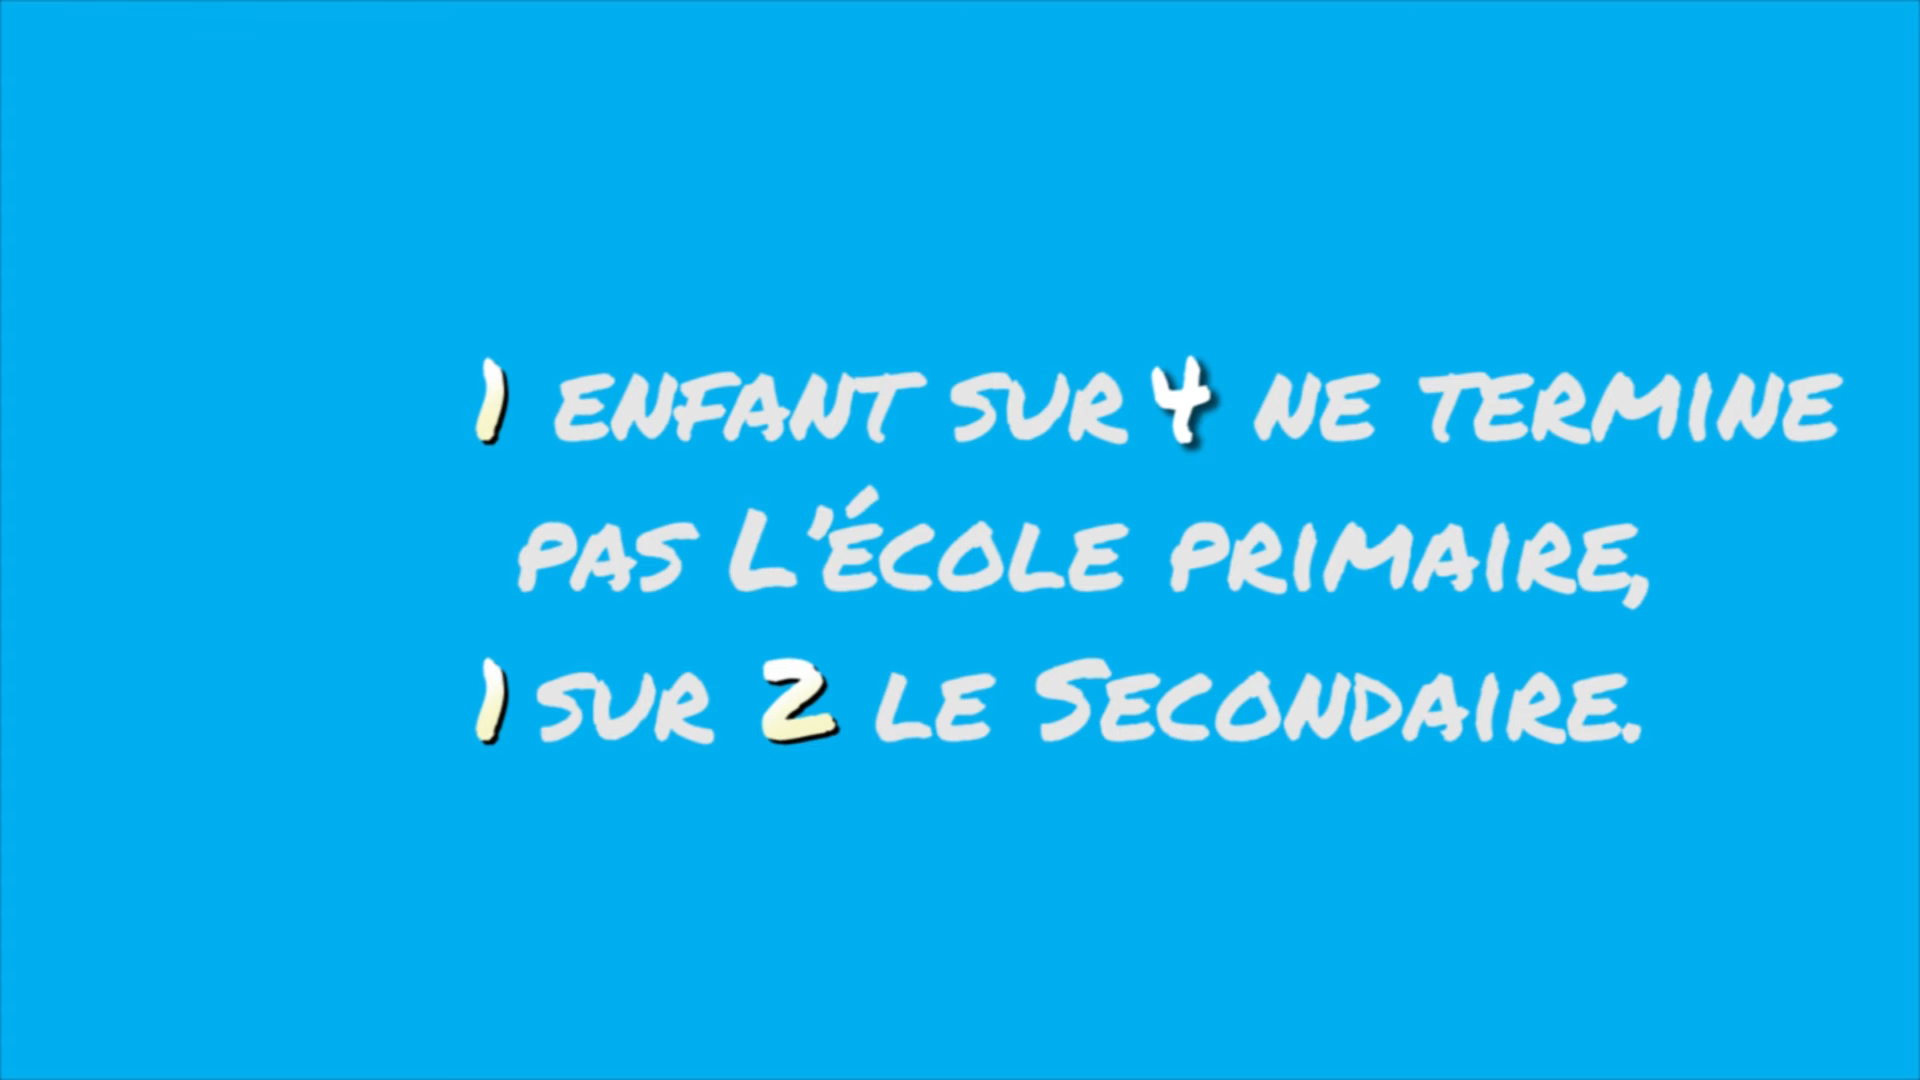 1 enfant sur 4 ne termine
pas L'école primaire,
1 sur 2 le Secondaire.